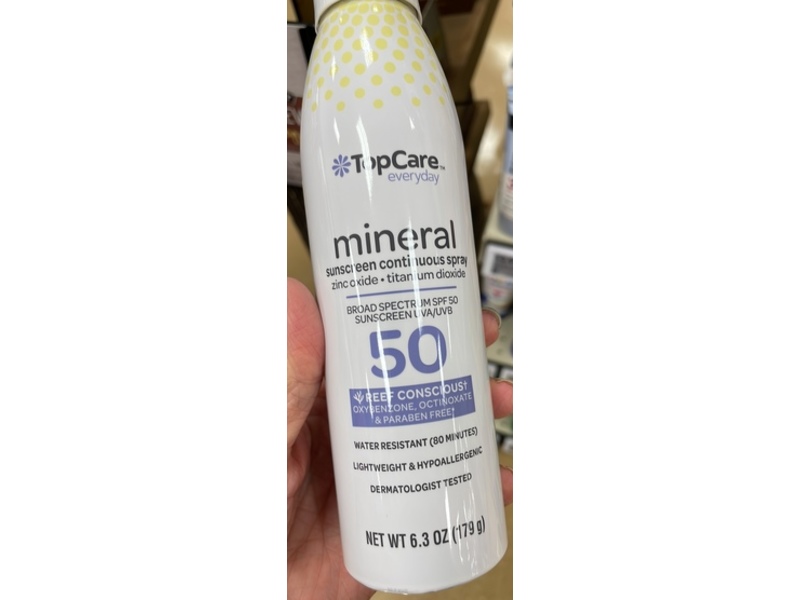 TopCare™
everyday
mineral
sunscreen continuous spray
zinc oxide • titanium dioxide
BROAD SPECTRUM SPF 50
SUNSCREEN UVA/UVB
50
REEF CONSCIOUS†
OXYBENZONE, OCTINOXATE
& PARABEN FREE*
WATER RESISTANT (80 MINUTES)
LIGHTWEIGHT & HYPOALLERGENIC
DERMATOLOGIST TESTED
NET WT 6.3 OZ (179 g)